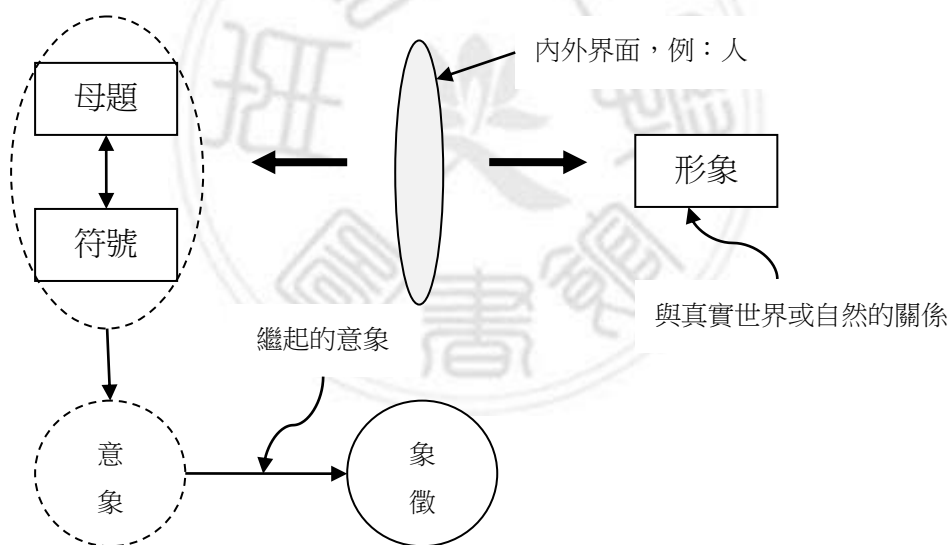 母題
內外界面，例：人
形象
符號
與真實世界或自然的關係
繼起的意象
意
象
象
徵